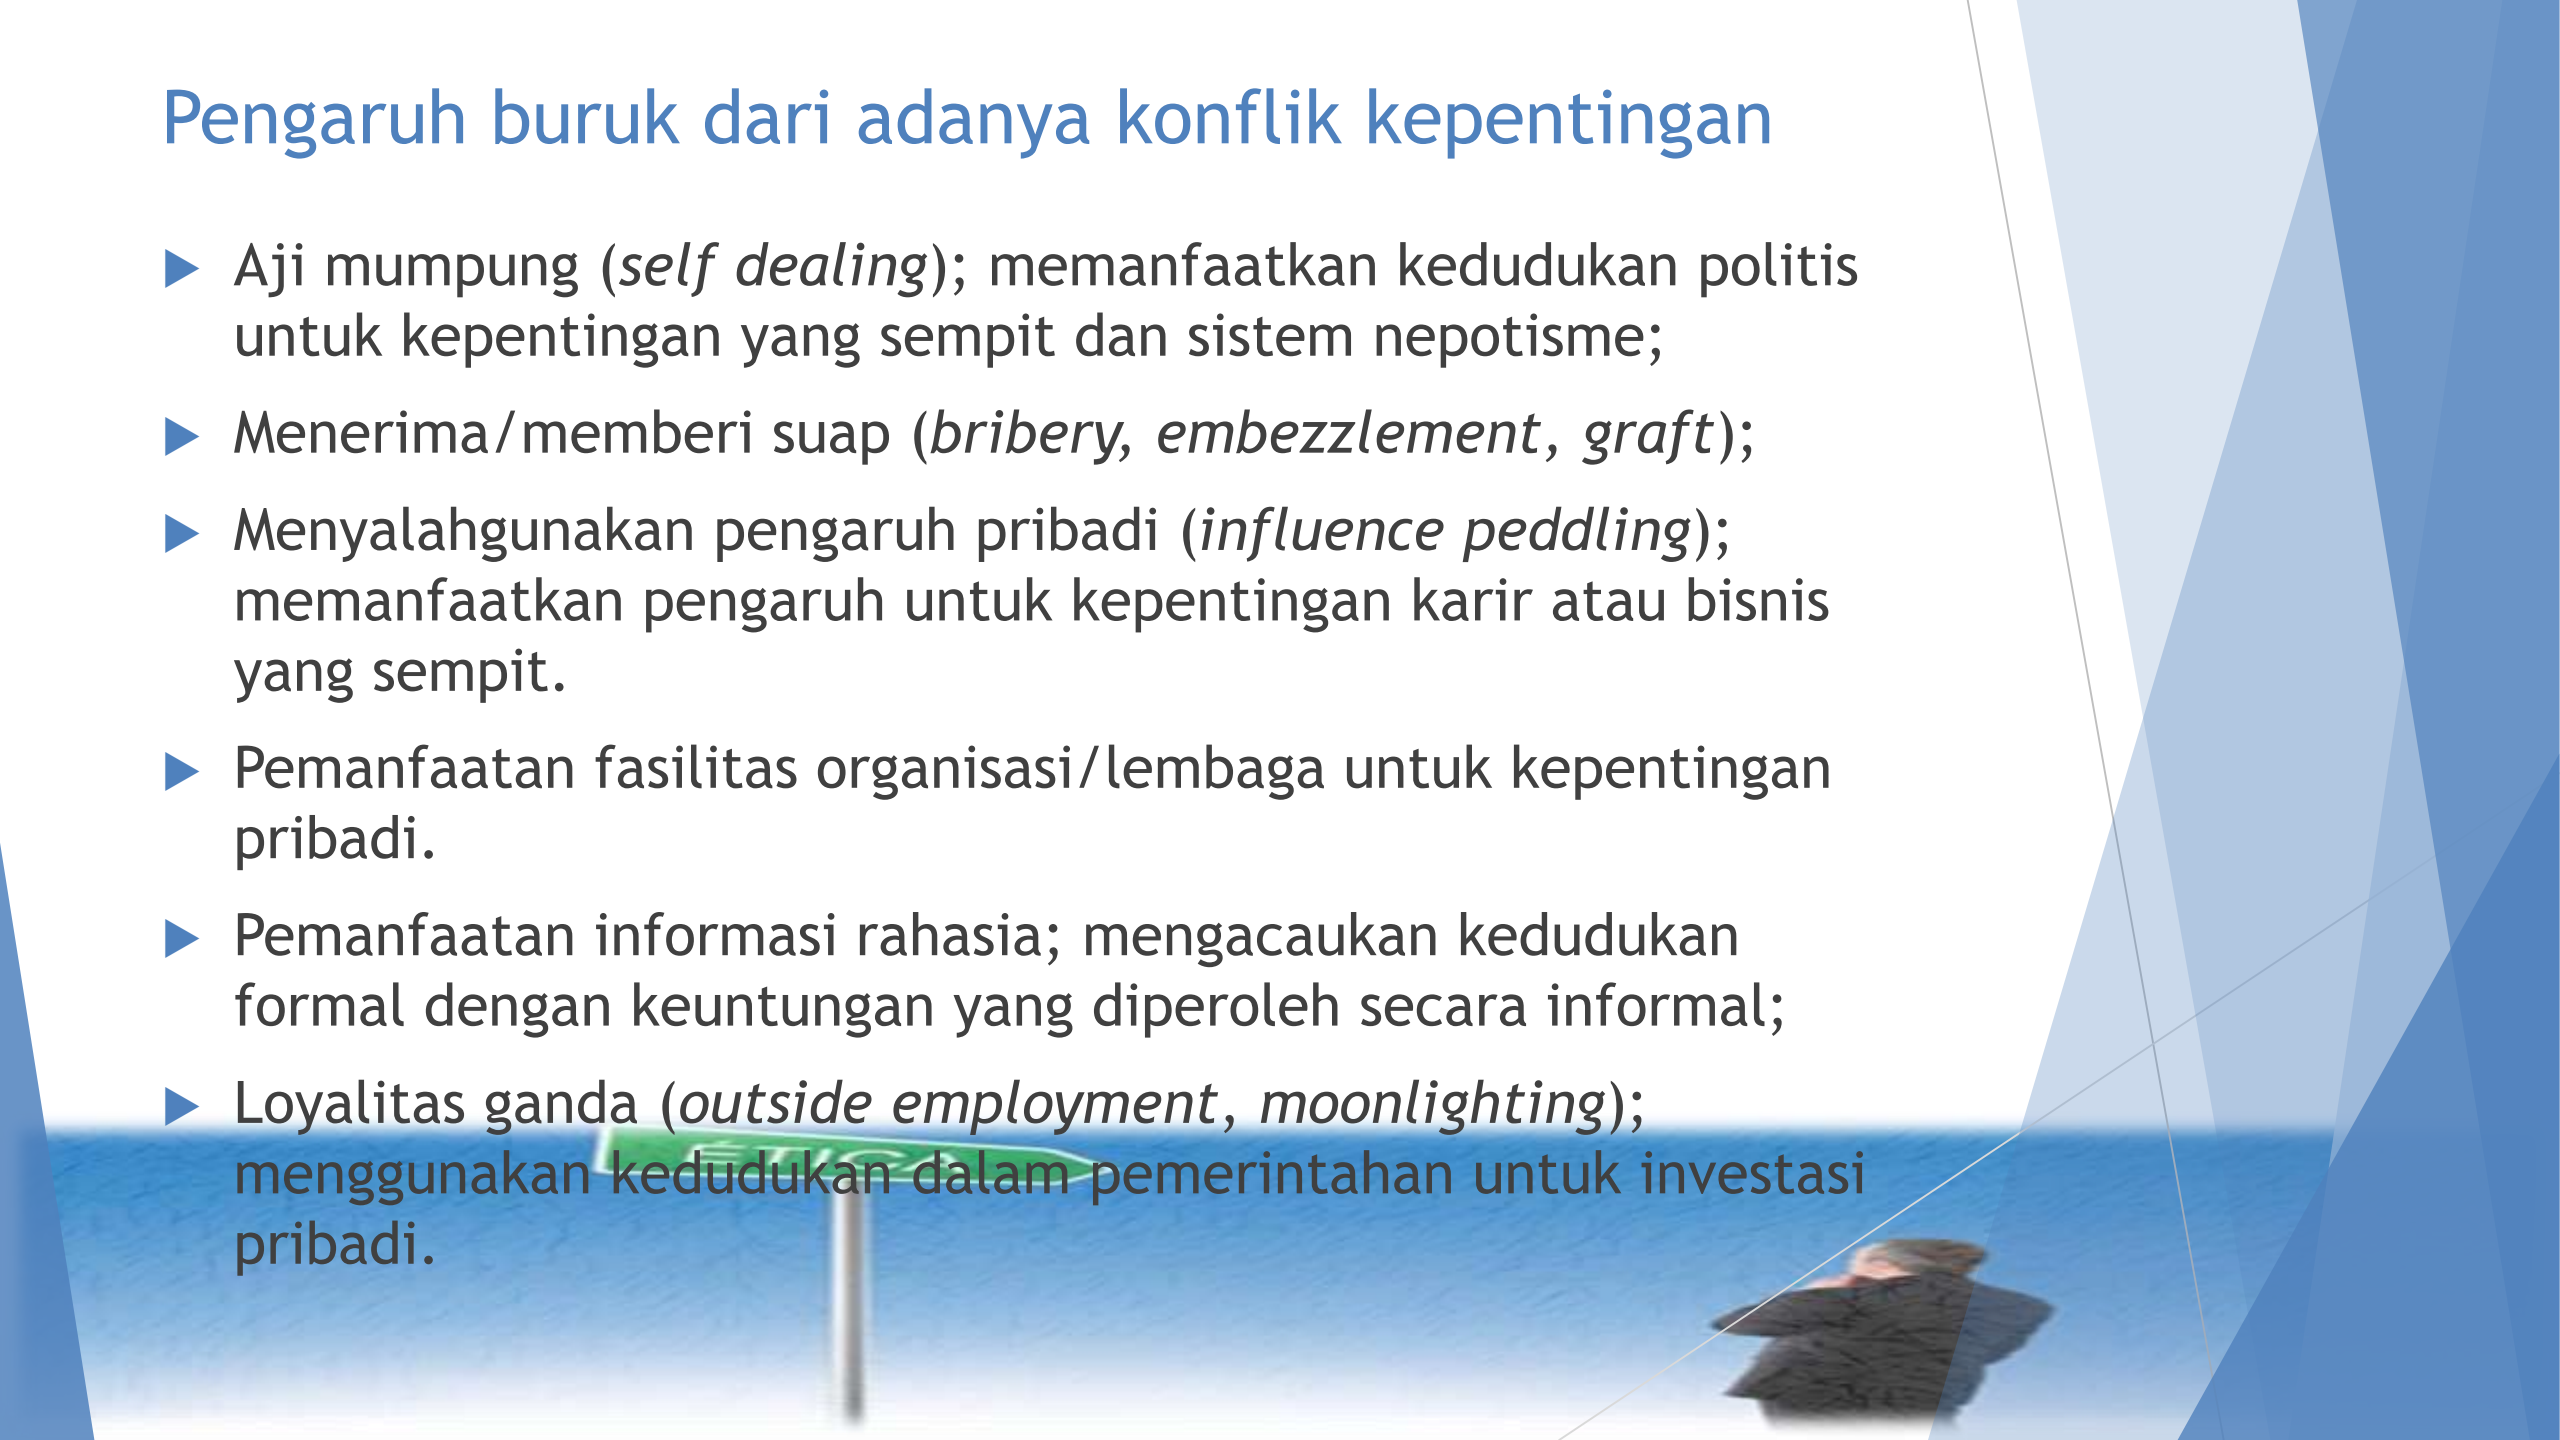 Pengaruh buruk dari adanya konflik kepentingan
Aji mumpung (self dealing); memanfaatkan kedudukan politis
untuk kepentingan yang sempit dan sistem nepotisme;
Menerima/memberi suap (bribery, embezzlement, graft);
Menyalahgunakan pengaruh pribadi (influence peddling);
memanfaatkan pengaruh untuk kepentingan karir atau bisnis
yang sempit.
Pemanfaatan fasilitas organisasi/lembaga untuk kepentingan
pribadi.
Pemanfaatan informasi rahasia; mengacaukan kedudukan
formal dengan keuntungan yang diperoleh secara informal;
Loyalitas ganda (outside employment, moonlighting);
ÉTICA
menggunakan kedudukan dalam pemerintahan untuk investasi
pribadi.